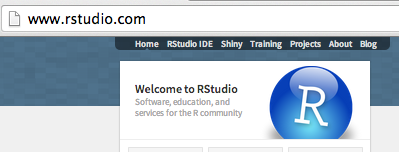 www.rstudio.com
Home RStudio IDE Shiny Training Projects About Blog
Welcome to RStudio
Software, education, and
services for the R community
R